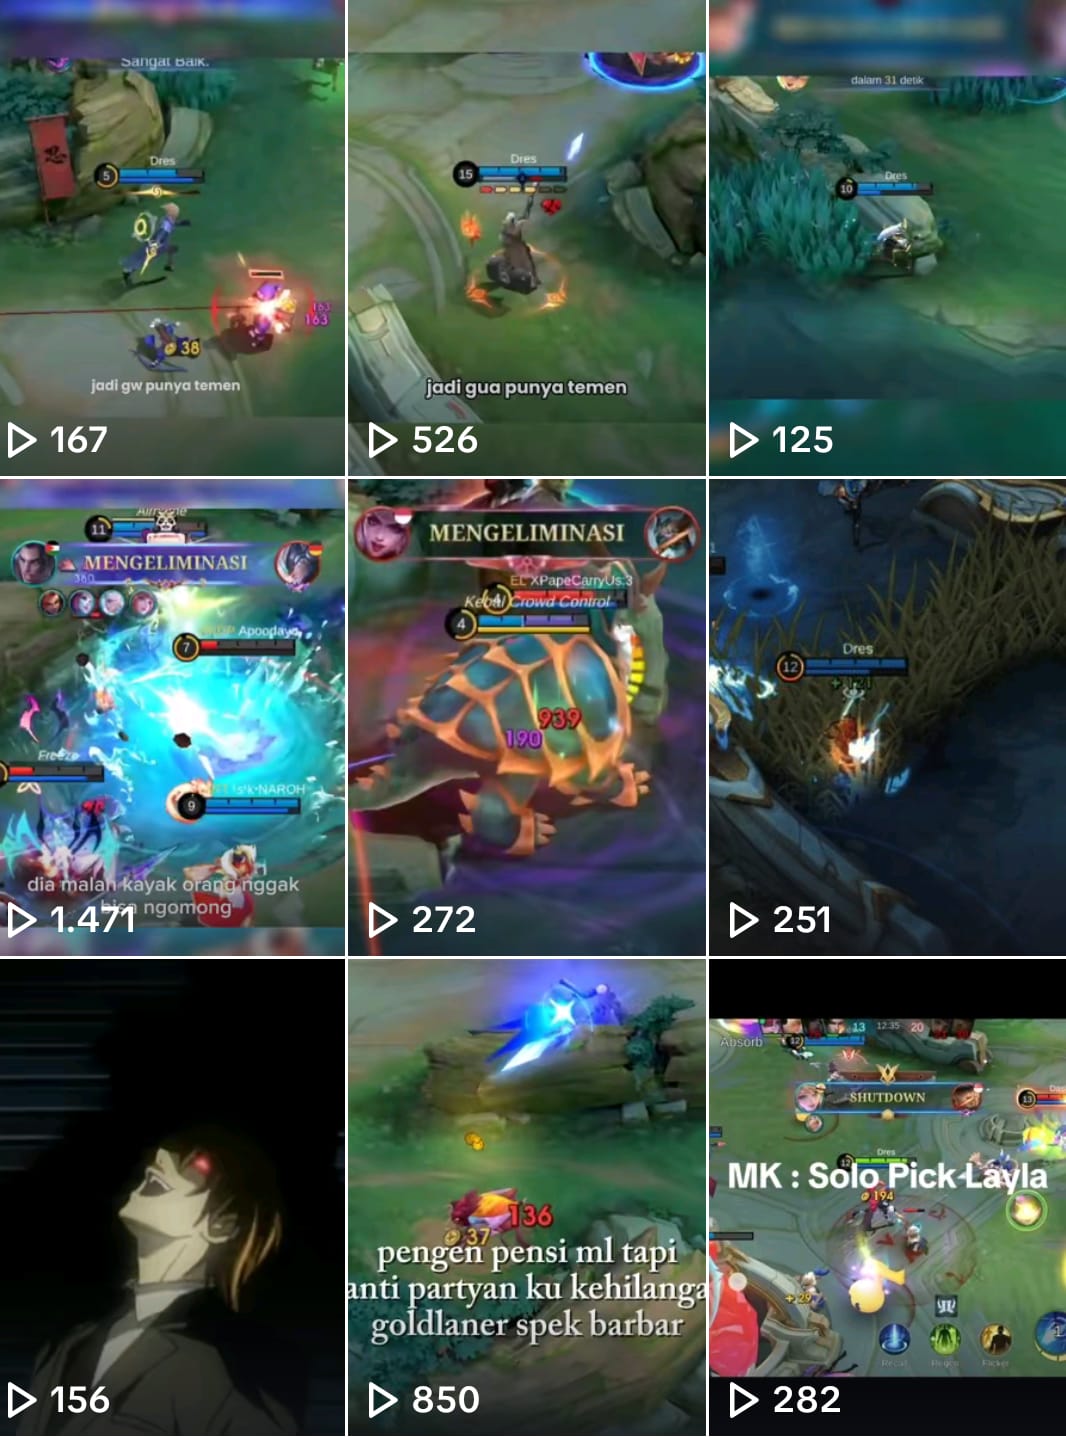 Sangat Baik.
Dres
5
163
163
38
jadi gw punya temen
167
Dres
15
jadi gua punya temen
526
dalam 31 detik
Dres
10
125
11
MENGELIMINASI
360
Apoodaya
7
Freeze
NAROH
9
dia malah kayak orang nggak
bisa ngomong
1.471
MENGELIMINASI
EL XPapeCarryUs:3
4
Kebal Crowd Control
4
939
190
272
Dres
12
251
156
136
37
pengen pensi ml tapi
anti partyan ku kehilanga
goldlaner spek barbar
850
13 12:35 20
Absorb
12
SHUTDOWN
13
Dres
12
MK : Solo Pick Layla
194
+29
Recall Regen Flicker
282